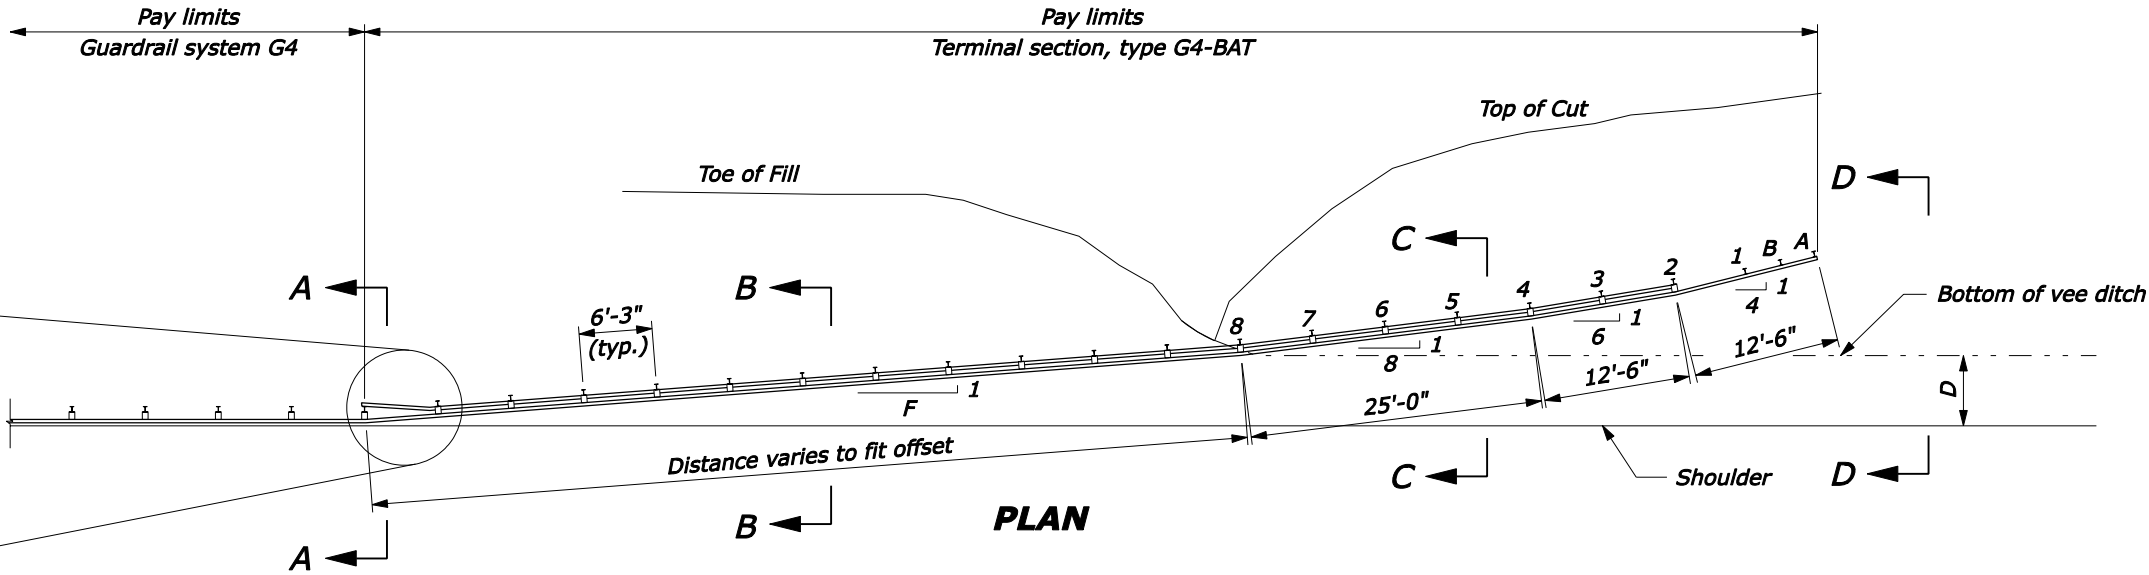 Pay limits
Guardrail system G4
Pay limits
Terminal section, type G4-BAT
Top of Cut
Toe of Fill
D
C
A
B
6'-3"
(typ.)
8
7
6
5
4
3
2
1
B
A
1
4
1
6
1
8
1
F
Bottom of vee ditch
12'-6"
12'-6"
25'-0"
D
Distance varies to fit offset
Shoulder
A
B
C
D
PLAN